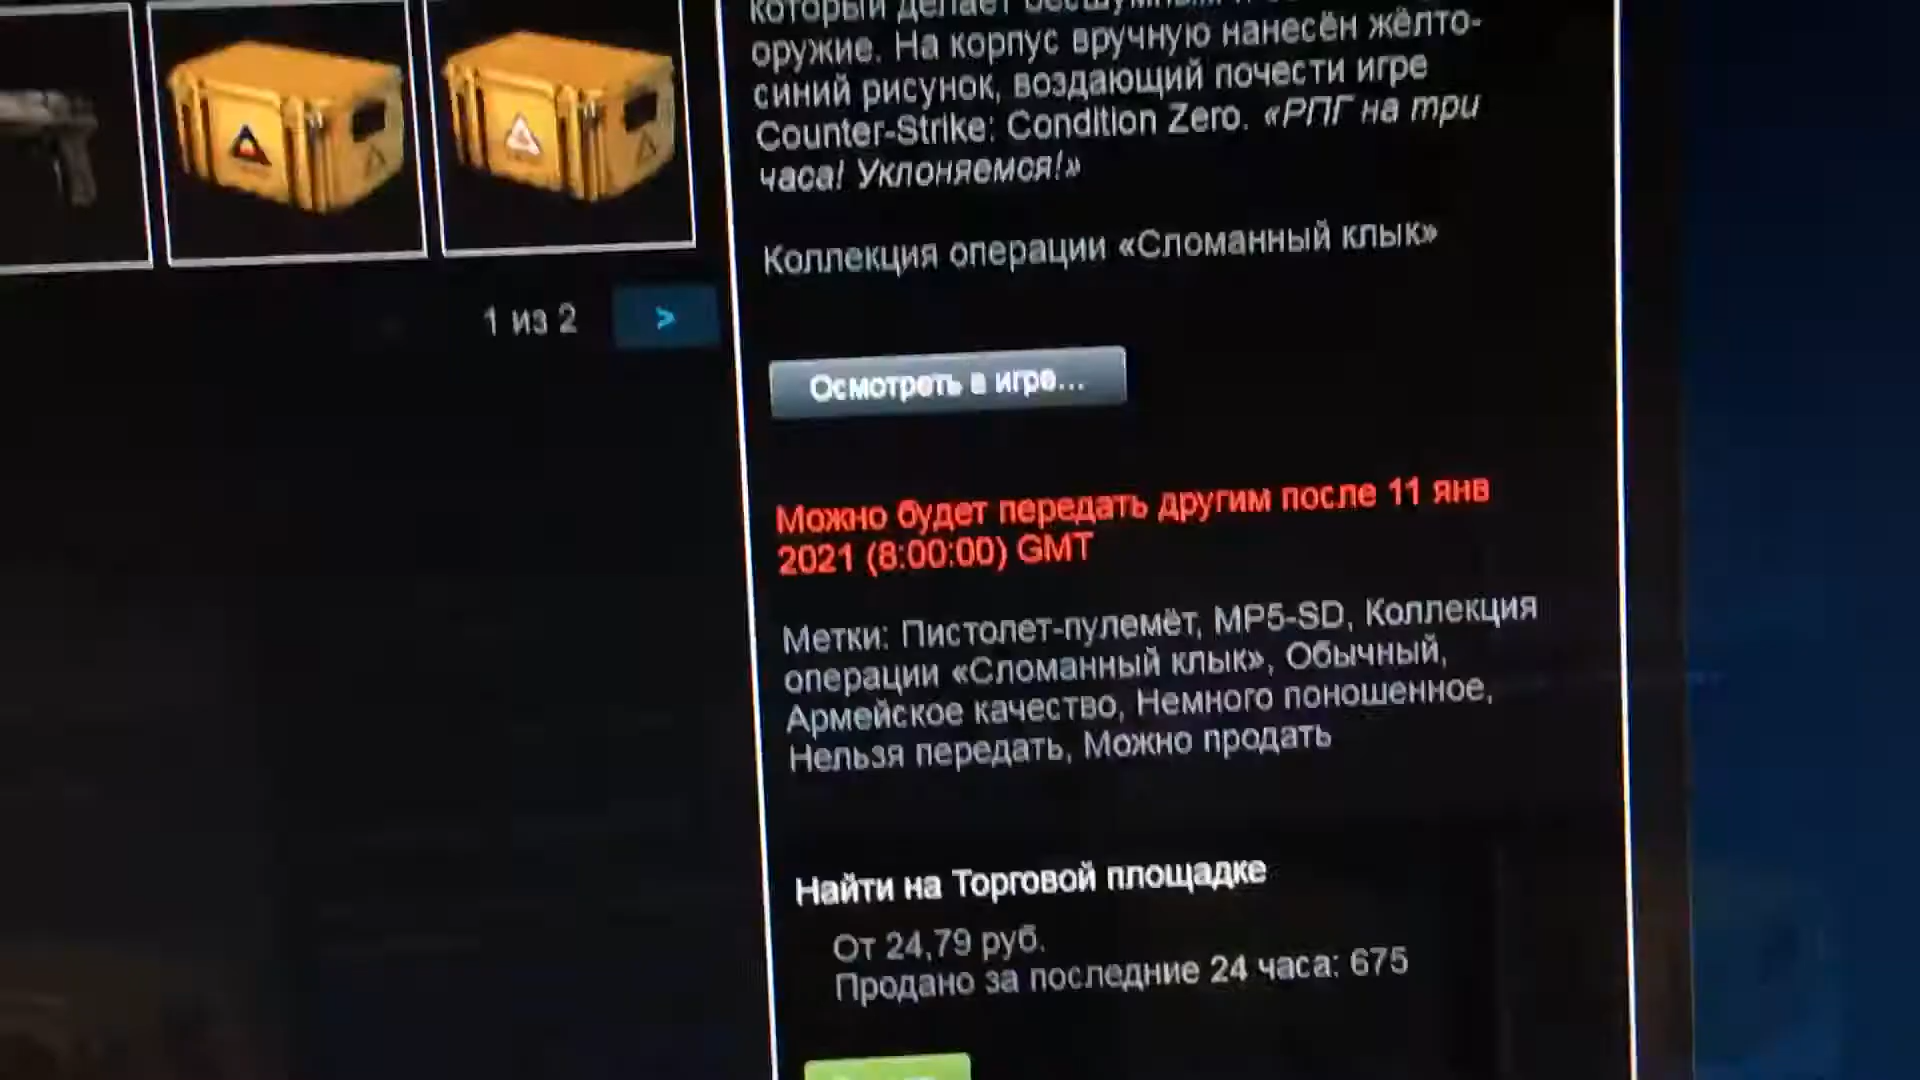 который делает
оружие. На корпус вручную нанесён жёлто-
синий рисунок, воздающий почести игре
Counter-Strike: Condition Zero. «РПГ на три
часа! Уклоняемся!»
Коллекция операции «Сломанный клык»
1 из 2 >
Осмотреть в игре...
Можно будет передать другим после 11 янв
2021 (8:00:00) GMT
Метки: Пистолет-пулемёт, MP5-SD, Коллекция
операции «Сломанный клык», Обычный,
Армейское качество, Немного поношенное,
Нельзя передать, Можно продать
Найти на Торговой площадке
От 24,79 руб.
Продано за последние 24 часа: 675